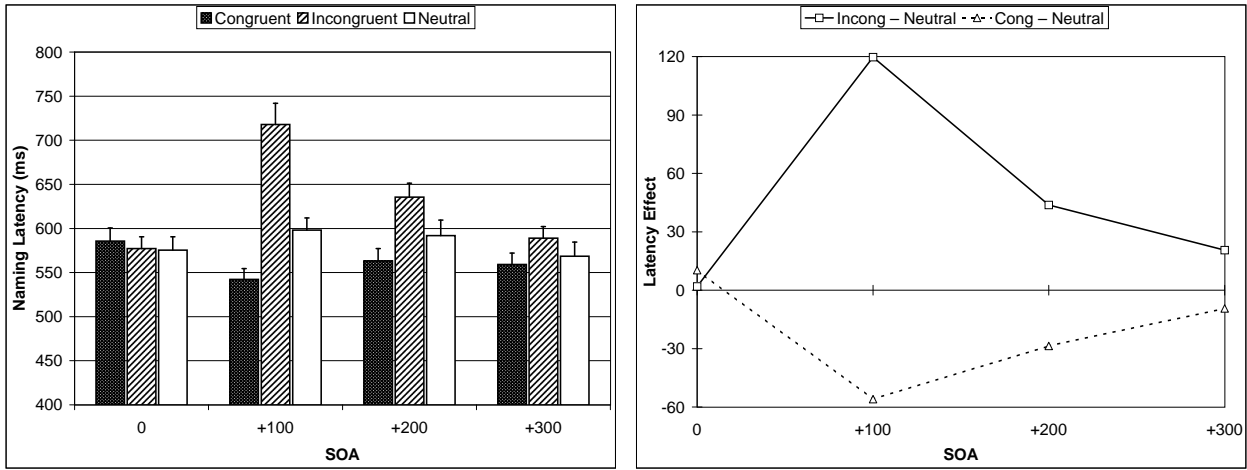 Congruent Incongruent Neutral
Naming Latency (ms)
800
750
700
650
600
550
500
450
400
0 +100 +200 +300
SOA
Incong – Neutral Cong – Neutral
Latency Effect
120
90
60
30
0
-30
-60
0 +100 +200 +300
SOA